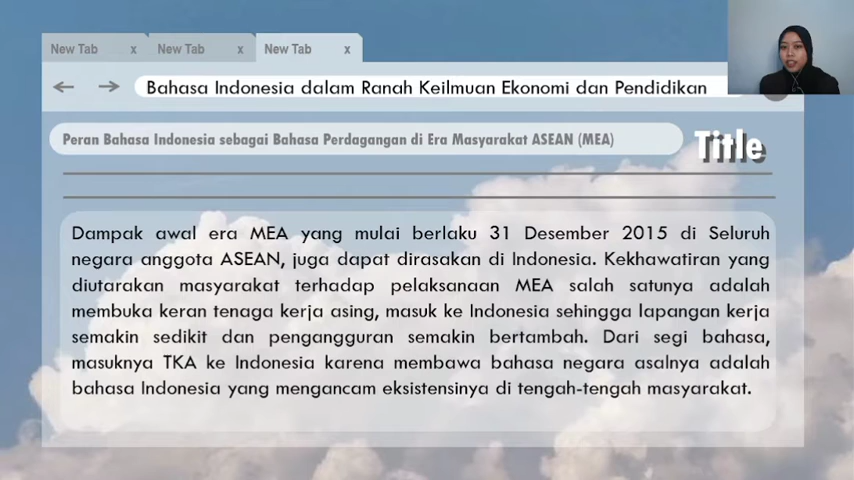 New Tab x New Tab x New Tab x
Bahasa Indonesia dalam Ranah Keilmuan Ekonomi dan Pendidikan
Peran Bahasa Indonesia sebagai Bahasa Perdagangan di Era Masyarakat ASEAN (MEA)
Title
Dampak awal era MEA yang mulai berlaku 31 Desember 2015 di Seluruh
negara anggota ASEAN, juga dapat dirasakan di Indonesia. Kekhawatiran yang
diutarakan masyarakat terhadap pelaksanaan MEA salah satunya adalah
membuka keran tenaga kerja asing, masuk ke Indonesia sehingga lapangan kerja
semakin sedikit dan pengangguran semakin bertambah. Dari segi bahasa,
masuknya TKA ke Indonesia karena membawa bahasa negara asalnya adalah
bahasa Indonesia yang mengancam eksistensinya di tengah-tengah masyarakat.